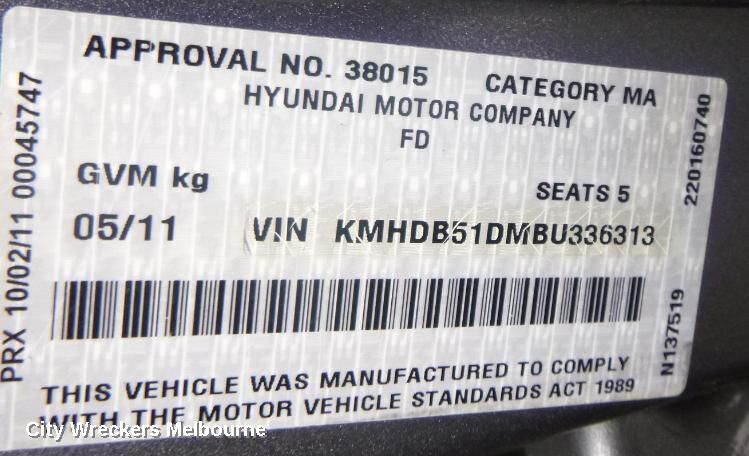 APPROVAL NO. 38015 CATEGORY MA
HYUNDAI MOTOR COMPANY
FD
GVM kg SEATS 5
05/11 VIN KMHDB51DMBU336313
THIS VEHICLE WAS MANUFACTURED TO COMPLY
WITH THE MOTOR VEHICLE STANDARDS ACT 1989
PRX 10/02/11 00045747
N137519 220160740
City Wreckers Melbourne